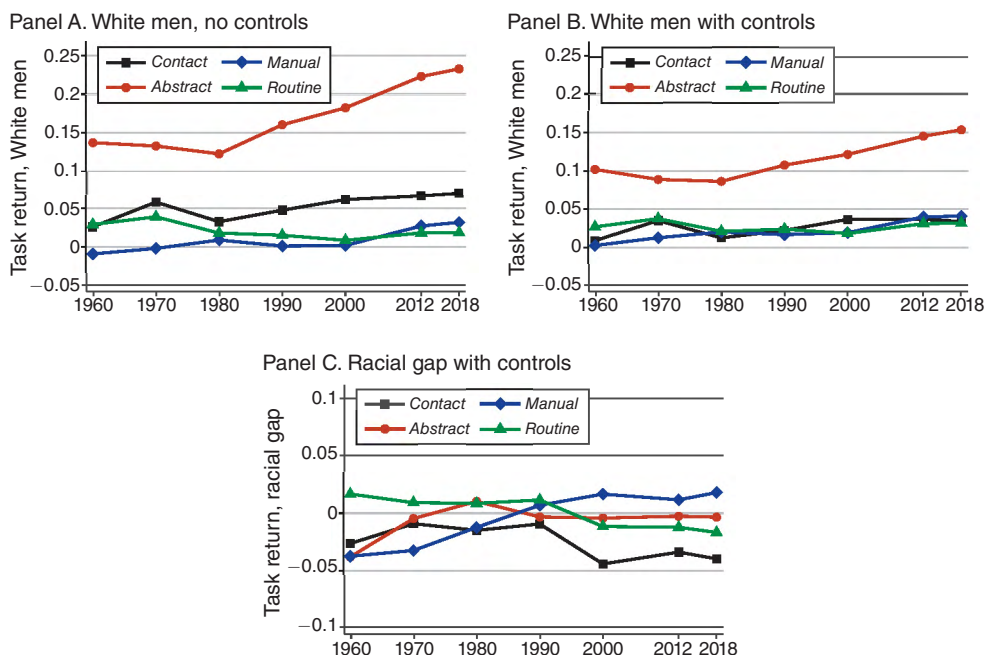 Panel A. White men, no controls
Task return, White men
0.25
0.2
0.15
0.1
0.05
0
−0.05
Contact
Manual
Abstract
Routine
1960 1970 1980 1990 2000 2012 2018
Panel B. White men with controls
Task return, White men
0.25
0.2
0.15
0.1
0.05
0
−0.05
Contact
Manual
Abstract
Routine
1960 1970 1980 1990 2000 2012 2018
Panel C. Racial gap with controls
Task return, racial gap
0.1
0.05
0
−0.05
−0.1
Contact
Manual
Abstract
Routine
1960 1970 1980 1990 2000 2012 2018